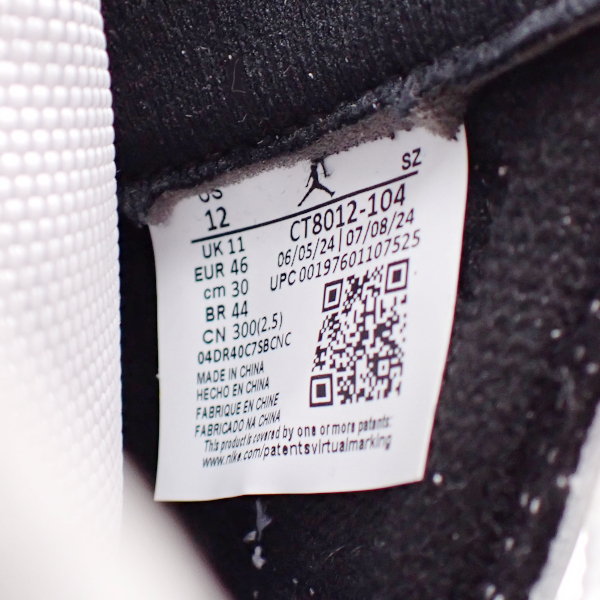 US
SZ
12
CT8012-104
UK 11
06/05/24 | 07/08/24
EUR 46
UPC 00197601107525
cm 30
BR 44
CN 300(2.5)
04DR40C7SBCNC
MADE IN CHINA
HECHO EN CHINA
FABRIQUE EN CHINE
FABRICADO NA CHINA
This product is covered by one or more patents:
www.nike.com/patentsvirtualmarking